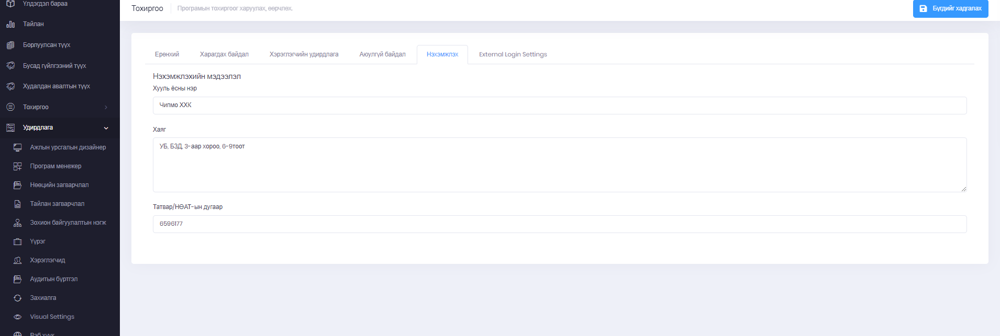 Үлдэгдэл бараа
Тайлан
Борлуулсан түүх
Бусад гүйлгээний түүх
Худалдан авалтын түүх
Тохиргоо
Удирдлага
Ажлын урсгалын дизайнер
Програм менежер
Нөөцийн загварчлал
Тайлан загварчлал
Зохион байгуулалтын нэгж
Үүрэг
Хэрэглэгчид
Аудитын бүртгэл
Захиалга
Visual Settings
Вэб хуук
Тохиргоо
Програмын тохиргоог харуулах, өөрчлөх.
Бүгдийг хадгалах
Ерөнхий
Харагдах байдал
Хэрэглэгчийн удирдлага
Аюулгүй байдал
Нэхэмжлэх
External Login Settings
Нэхэмжлэхийн мэдээлэл
Хууль ёсны нэр
Чипмо ХХК
Хаяг
УБ, БЗД, 3-аар хороо, 6-9тоот
Татвар/НӨАТ-ын дугаар
6596177